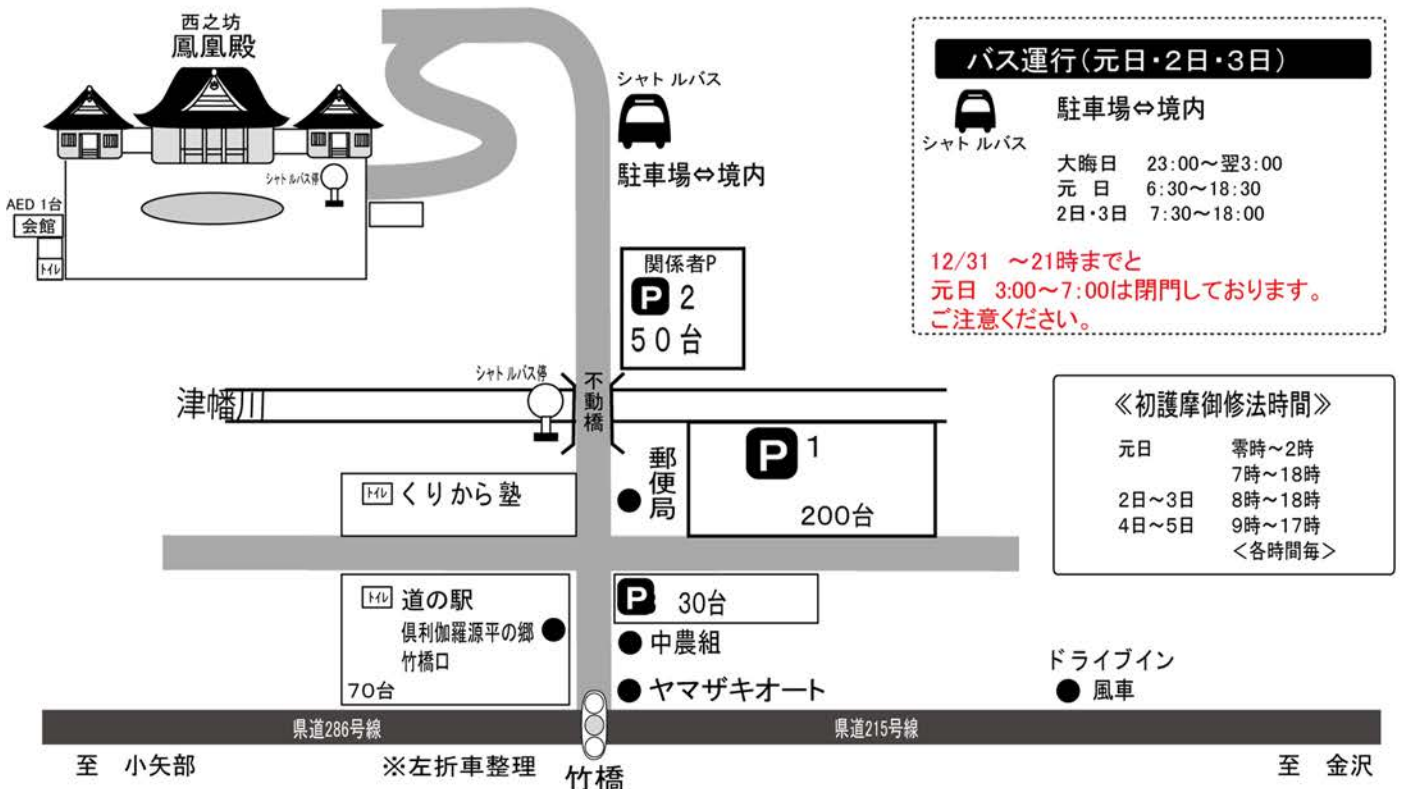 西之坊
鳳凰殿
シャトルバス停
AED 1台
会館
トイレ
シャトルバス
駐車場⇔境内
関係者P
P 2
50台
シャトルバス停
不動橋
津幡川
郵便局
P 1
200台
トイレ くりから塾
トイレ 道の駅
倶利伽羅源平の郷
竹橋口
70台
P 30台
中農組
ヤマザキオート
ドライブイン
風車
県道286号線
県道215号線
至 小矢部
※左折車整理
竹橋
至 金沢
バス運行(元日・2日・3日)
シャトルバス
駐車場⇔境内
大晦日 23:00~翌3:00
元 日 6:30~18:30
2日・3日 7:30~18:00
12/31 ~21時までと
元日 3:00~7:00は閉門しております。
ご注意ください。
≪初護摩御修法時間≫
元日 零時~2時
7時~18時
2日~3日 8時~18時
4日~5日 9時~17時
<各時間毎>